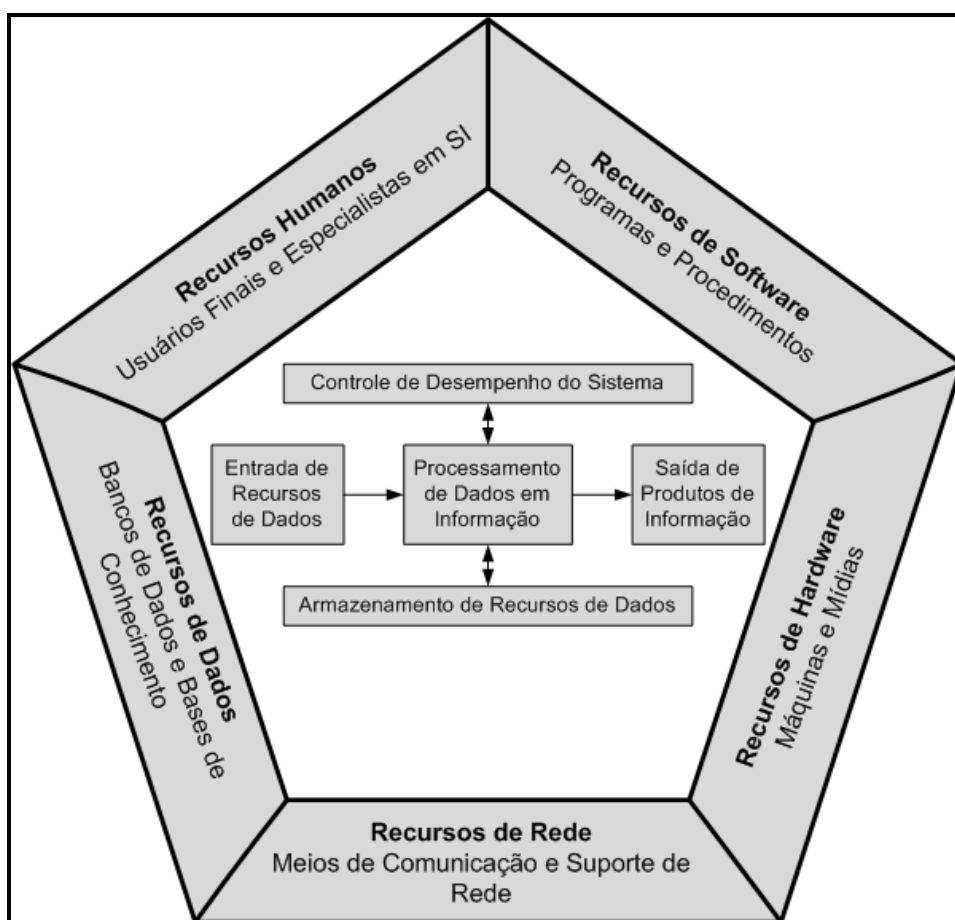 Recursos Humanos
Usuários Finais e Especialistas em SI
Recursos de Software
Programas e Procedimentos
Controle de Desempenho do Sistema
Entrada de
Recursos
de Dados
Processamento
de Dados em
Informação
Saída de
Produtos de
Informação
Armazenamento de Recursos de Dados
Recursos de Dados
Bancos de Dados e Bases de
Conhecimento
Recursos de Hardware
Máquinas e Mídias
Recursos de Rede
Meios de Comunicação e Suporte de
Rede